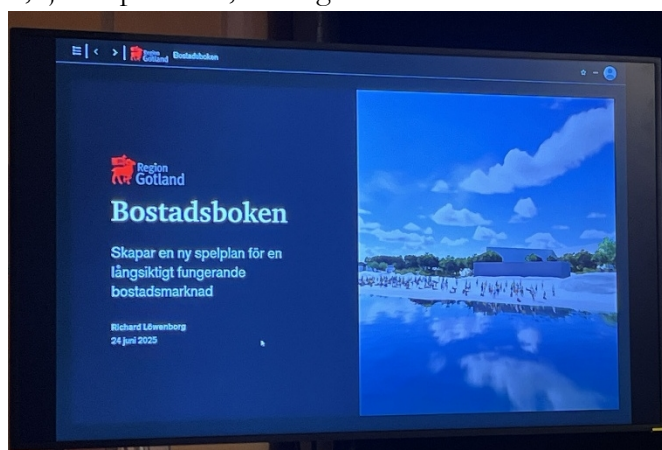 Region
Gotland
Bostadsboken
Region
Gotland
Bostadsboken
Skapar en ny spelplan för en
långsiktigt fungerande
bostadsmarknad
Richard Löwenborg
24 juni 2025